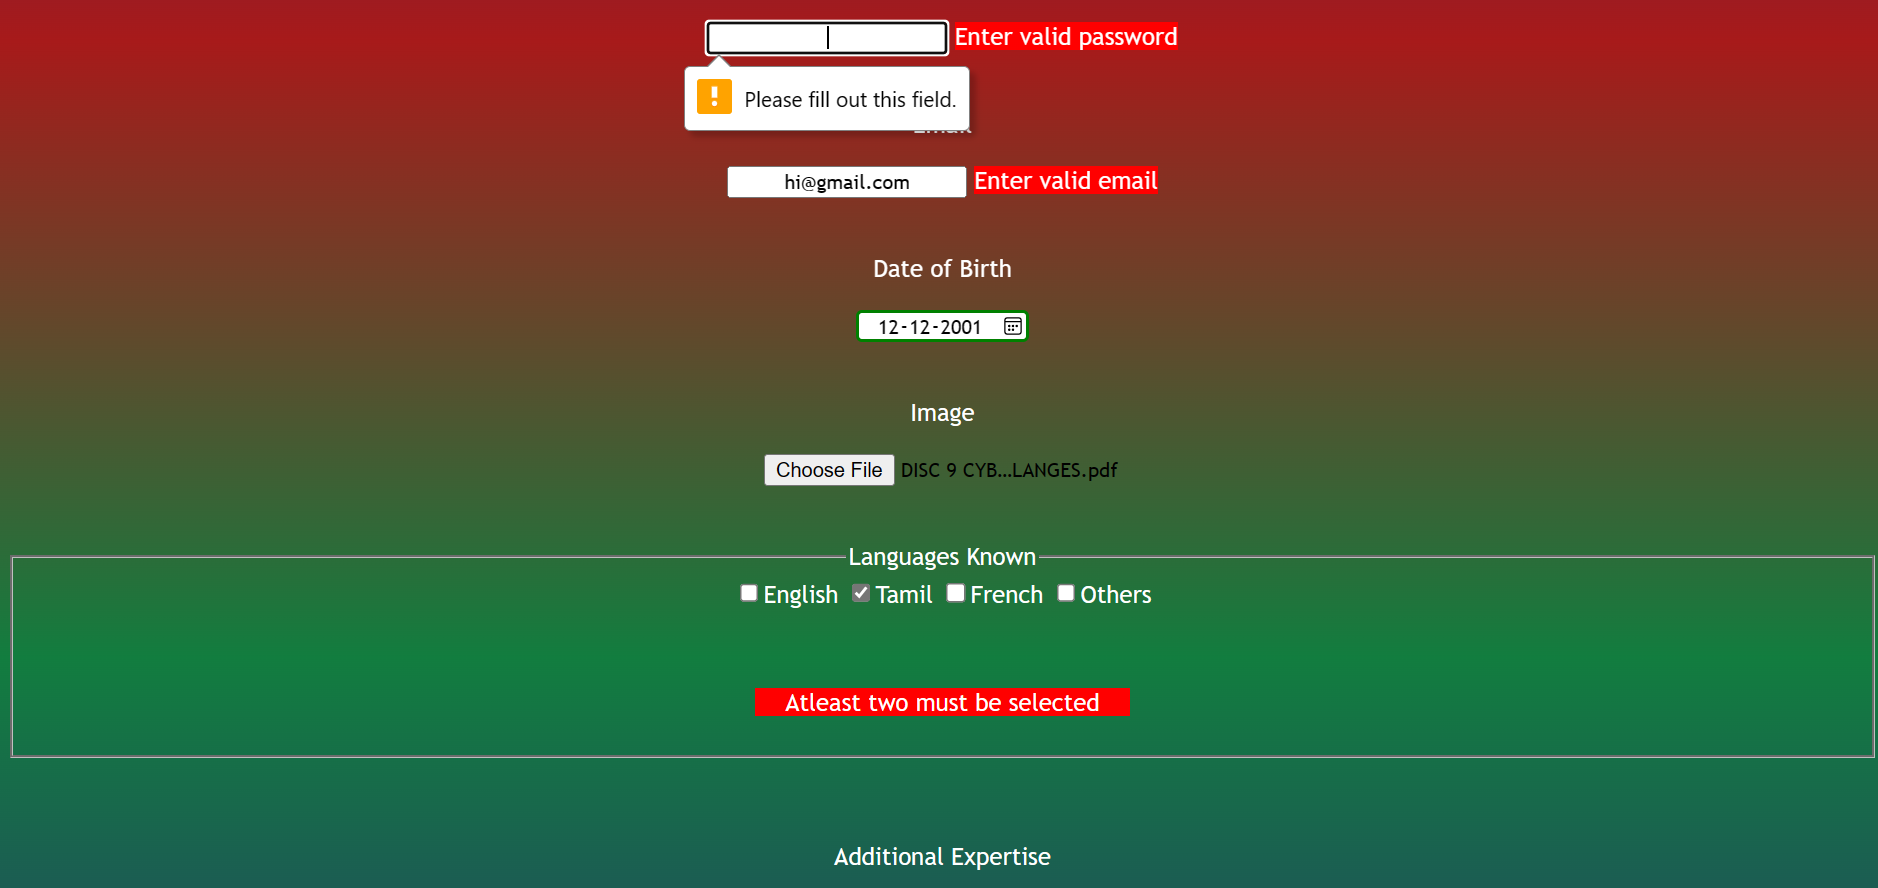 Enter valid password
! Please fill out this field.
hi@gmail.com Enter valid email
Date of Birth
12-12-2001
Image
Choose File DISC 9 CYB...LANGES.pdf
Languages Known
English Tamil French Others
Atleast two must be selected
Additional Expertise